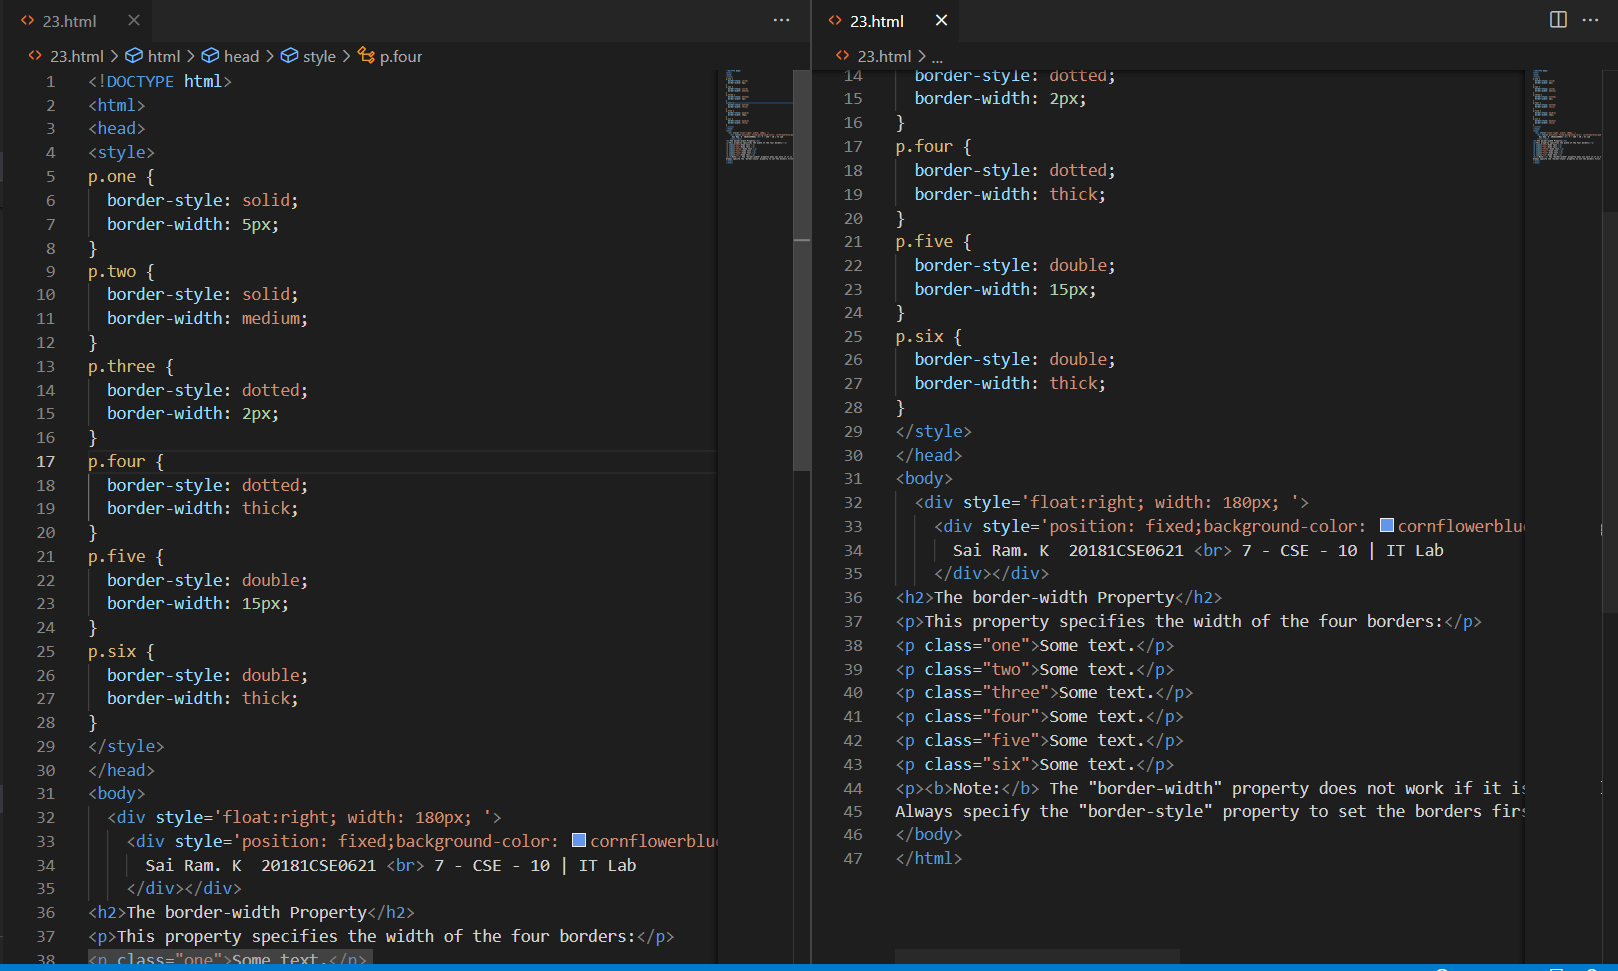 23.html
23.html > html > head > style > p.four
1 <!DOCTYPE html>
2 <html>
3 <head>
4 <style>
5 p.one {
6 border-style: solid;
7 border-width: 5px;
8 }
9 p.two {
10 border-style: solid;
11 border-width: medium;
12 }
13 p.three {
14 border-style: dotted;
15 border-width: 2px;
16 }
17 p.four {
18 border-style: dotted;
19 border-width: thick;
20 }
21 p.five {
22 border-style: double;
23 border-width: 15px;
24 }
25 p.six {
26 border-style: double;
27 border-width: thick;
28 }
29 </style>
30 </head>
31 <body>
32 <div style='float:right; width: 180px; '>
33 <div style='position: fixed;background-color: cornflowerblu
34 Sai Ram. K  20181CSE0621 <br> 7 - CSE - 10 | IT Lab
35 </div></div>
36 <h2>The border-width Property</h2>
37 <p>This property specifies the width of the four borders:</p>
38 <p class="one">Some text.</p>
23.html
23.html > ...
14 border-style: dotted;
15 border-width: 2px;
16 }
17 p.four {
18 border-style: dotted;
19 border-width: thick;
20 }
21 p.five {
22 border-style: double;
23 border-width: 15px;
24 }
25 p.six {
26 border-style: double;
27 border-width: thick;
28 }
29 </style>
30 </head>
31 <body>
32 <div style='float:right; width: 180px; '>
33 <div style='position: fixed;background-color: cornflowerblu
34 Sai Ram. K  20181CSE0621 <br> 7 - CSE - 10 | IT Lab
35 </div></div>
36 <h2>The border-width Property</h2>
37 <p>This property specifies the width of the four borders:</p>
38 <p class="one">Some text.</p>
39 <p class="two">Some text.</p>
40 <p class="three">Some text.</p>
41 <p class="four">Some text.</p>
42 <p class="five">Some text.</p>
43 <p class="six">Some text.</p>
44 <p><b>Note:</b> The "border-width" property does not work if it is
45 Always specify the "border-style" property to set the borders firs
46 </body>
47 </html>